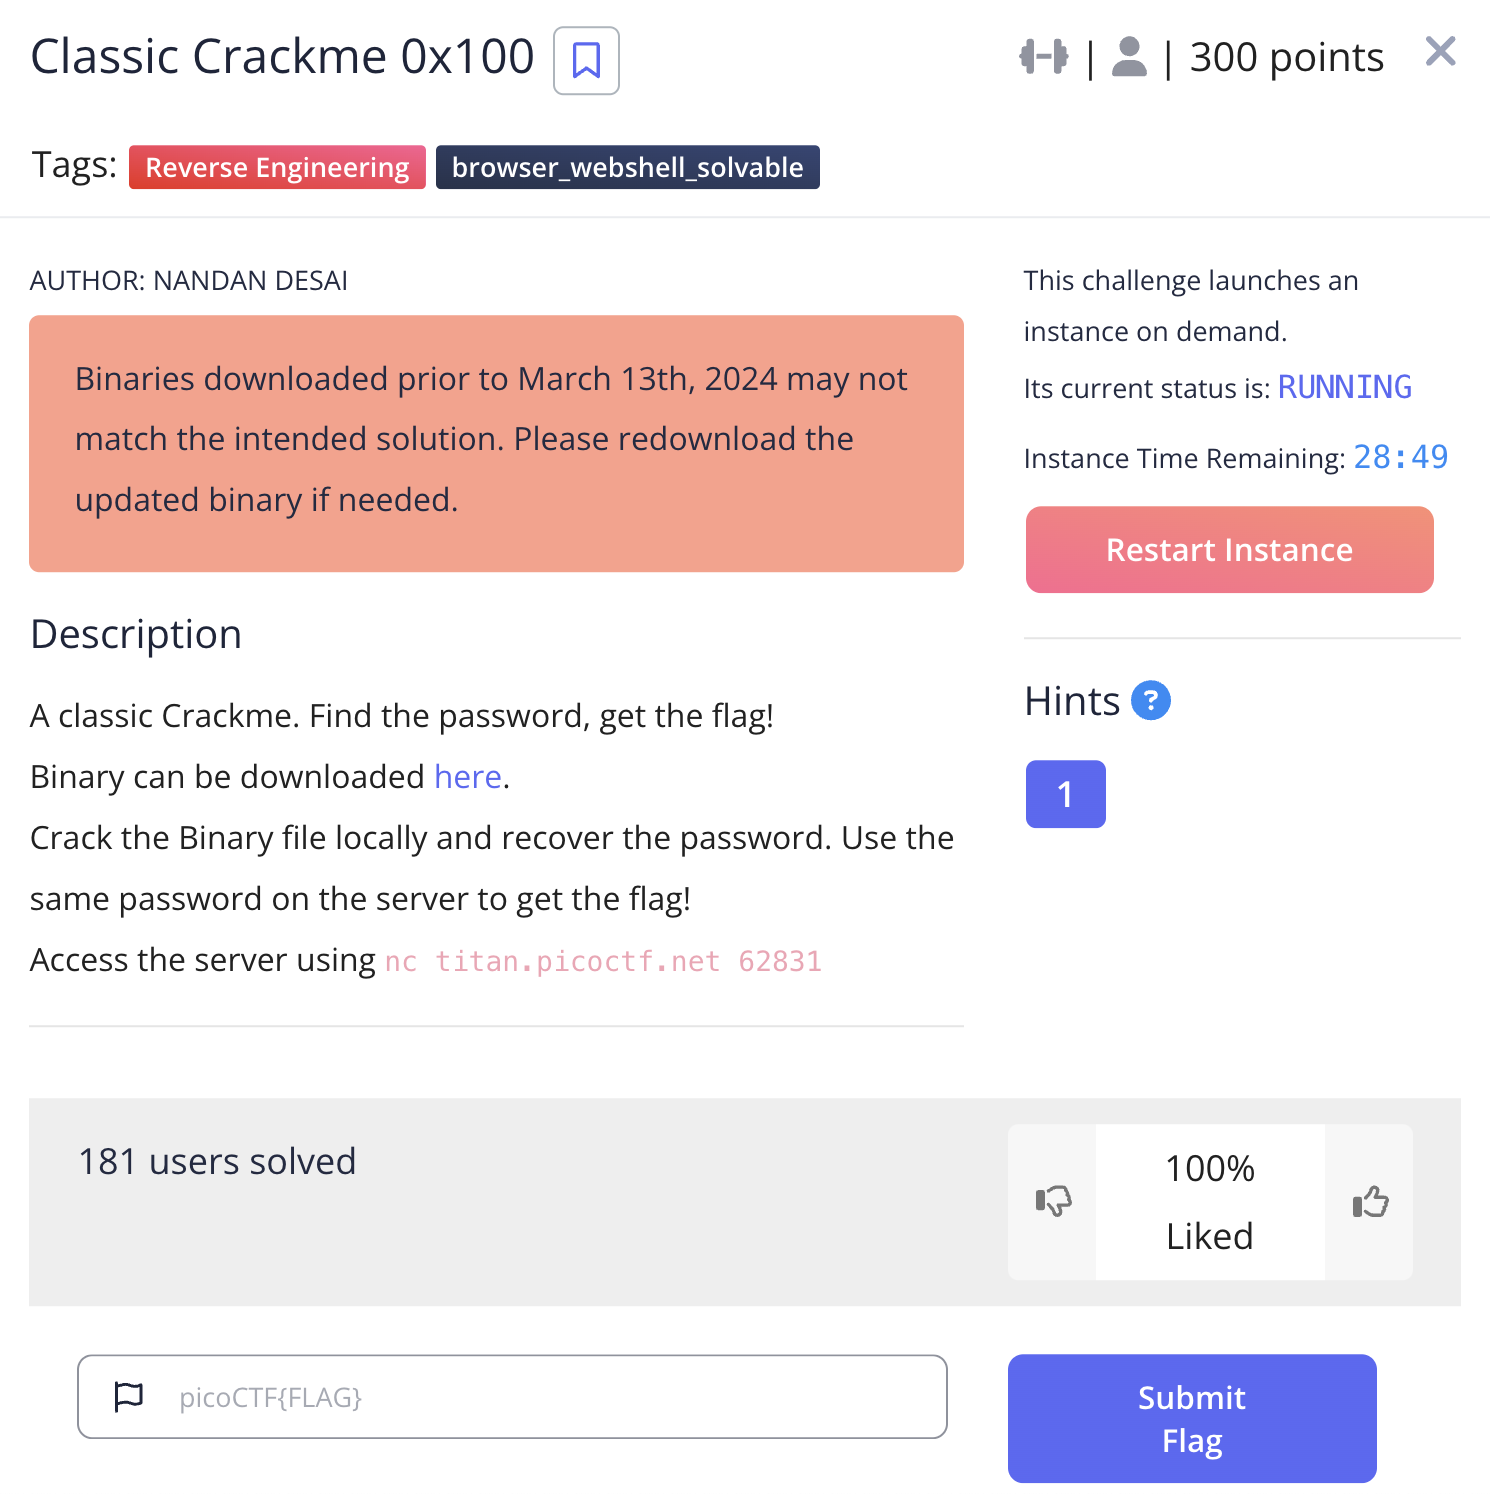 Classic Crackme 0x100
| | 300 points
Tags: Reverse Engineering browser_webshell_solvable
AUTHOR: NANDAN DESAI
Binaries downloaded prior to March 13th, 2024 may not
match the intended solution. Please redownload the
updated binary if needed.
Description
A classic Crackme. Find the password, get the flag!
Binary can be downloaded here.
Crack the Binary file locally and recover the password. Use the
same password on the server to get the flag!
Access the server using nc titan.picoctf.net 62831
This challenge launches an
instance on demand.
Its current status is: RUNNING
Instance Time Remaining: 28:49
Restart Instance
Hints ?
1
181 users solved
100%
Liked
picoCTF{FLAG}
Submit
Flag